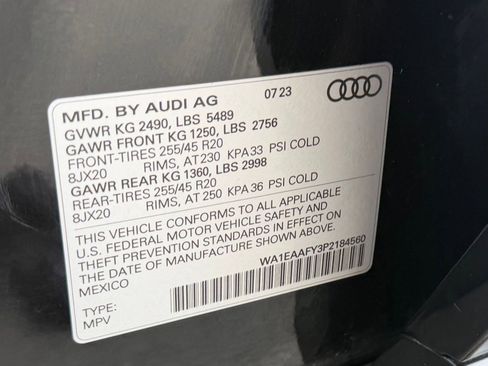 MFD. BY AUDI AG 07 23
GVWR KG 2490, LBS 5489
GAWR FRONT KG 1250, LBS 2756
FRONT-TIRES 255/45 R20
8JX20 RIMS, AT 230 KPA 33 PSI COLD
GAWR REAR KG 1360, LBS 2998
REAR-TIRES 255/45 R20
8JX20 RIMS, AT 250 KPA 36 PSI COLD
THIS VEHICLE CONFORMS TO ALL APPLICABLE
U.S. FEDERAL MOTOR VEHICLE SAFETY AND
THEFT PREVENTION STANDARDS IN EFFECT ON
THE DATE OF MANUFACTURE SHOWN ABOVE.
MEXICO
WA1EAAFY3P2184560
TYPE:
MPV